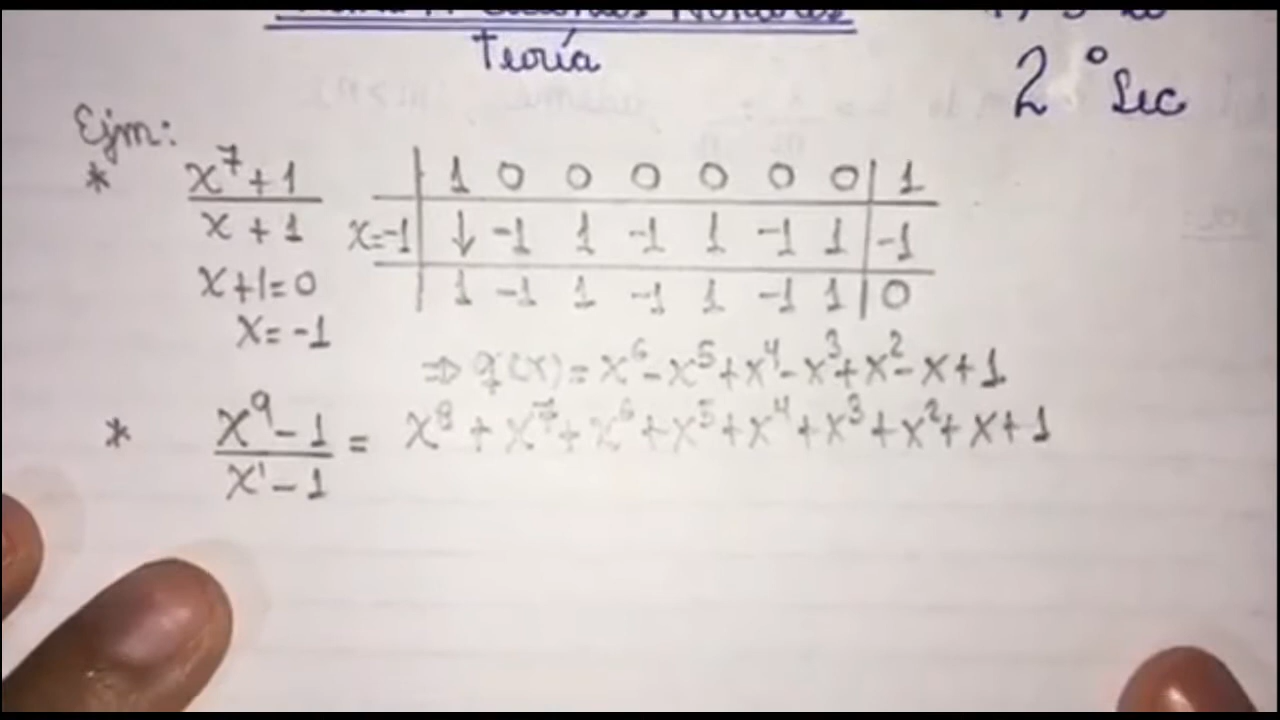 Teoría
2° Sec
Ejm:
* x⁷+1 / x+1
1 0 0 0 0 0 0 | 1
x=-1 | ↓ -1 1 -1 1 -1 1 | -1
1 -1 1 -1 1 -1 1 | 0
x+1=0
x=-1
⇒ q(x)=x⁶-x⁵+x⁴-x³+x²-x+1
* x⁹-1 / x¹-1 = x⁸+x⁷+x⁶+x⁵+x⁴+x³+x²+x+1